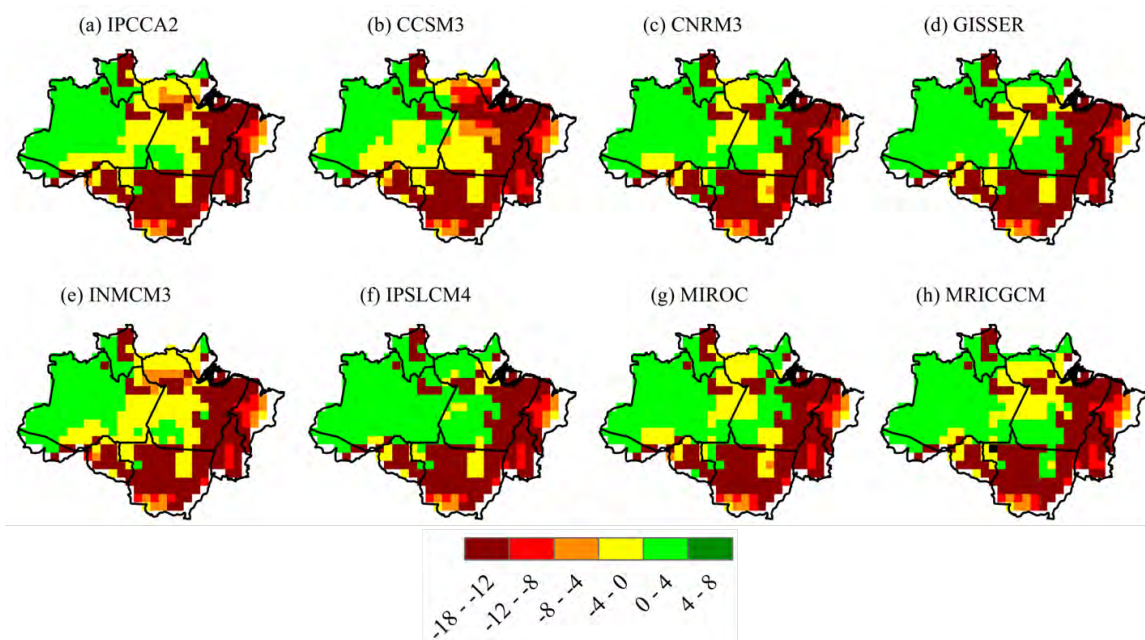 (a) IPCCA2
(b) CCSM3
(c) CNRM3
(d) GISSER
(e) INMCM3
(f) IPSLCM4
(g) MIROC
(h) MRICGCM
-18 - -12
-12 - -8
-8 - -4
-4 - 0
0 - 4
4 - 8